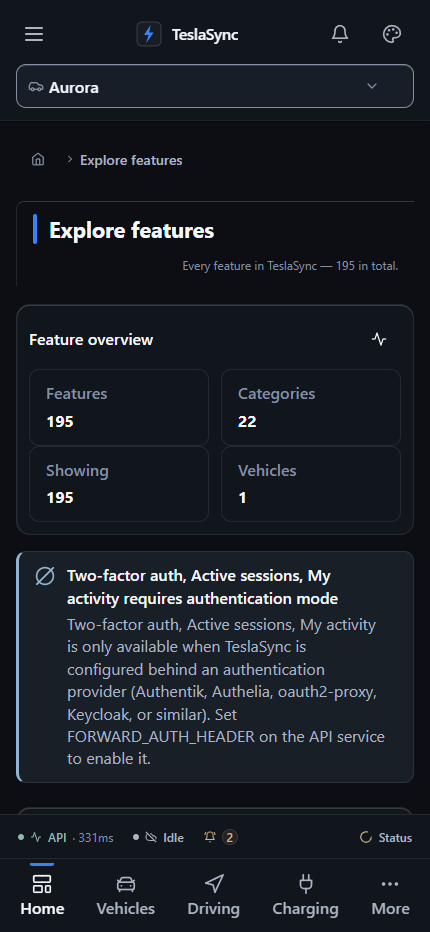 TeslaSync
Aurora
Explore features
Explore features
Every feature in TeslaSync — 195 in total.
Feature overview
Features
195
Categories
22
Showing
195
Vehicles
1
Two-factor auth, Active sessions, My
activity requires authentication mode
Two-factor auth, Active sessions, My activity
is only available when TeslaSync is
configured behind an authentication
provider (Authentik, Authelia, oauth2-proxy,
Keycloak, or similar). Set
FORWARD_AUTH_HEADER on the API service
to enable it.
API · 331ms
Idle
2
Status
Home
Vehicles
Driving
Charging
More